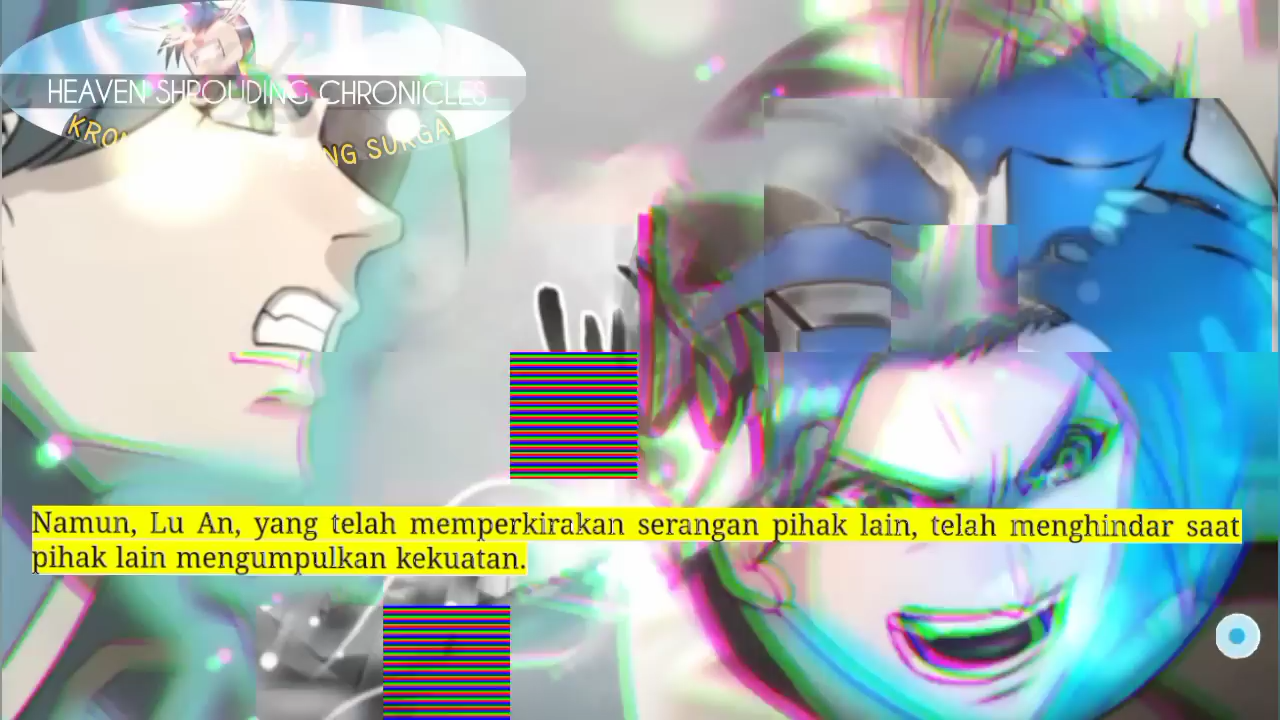 HEAVEN SHROUDING CHRONICLES
SURGA
Namun, Lu An, yang telah memperkirakan serangan pihak lain, telah menghindar saat
pihak lain mengumpulkan kekuatan.